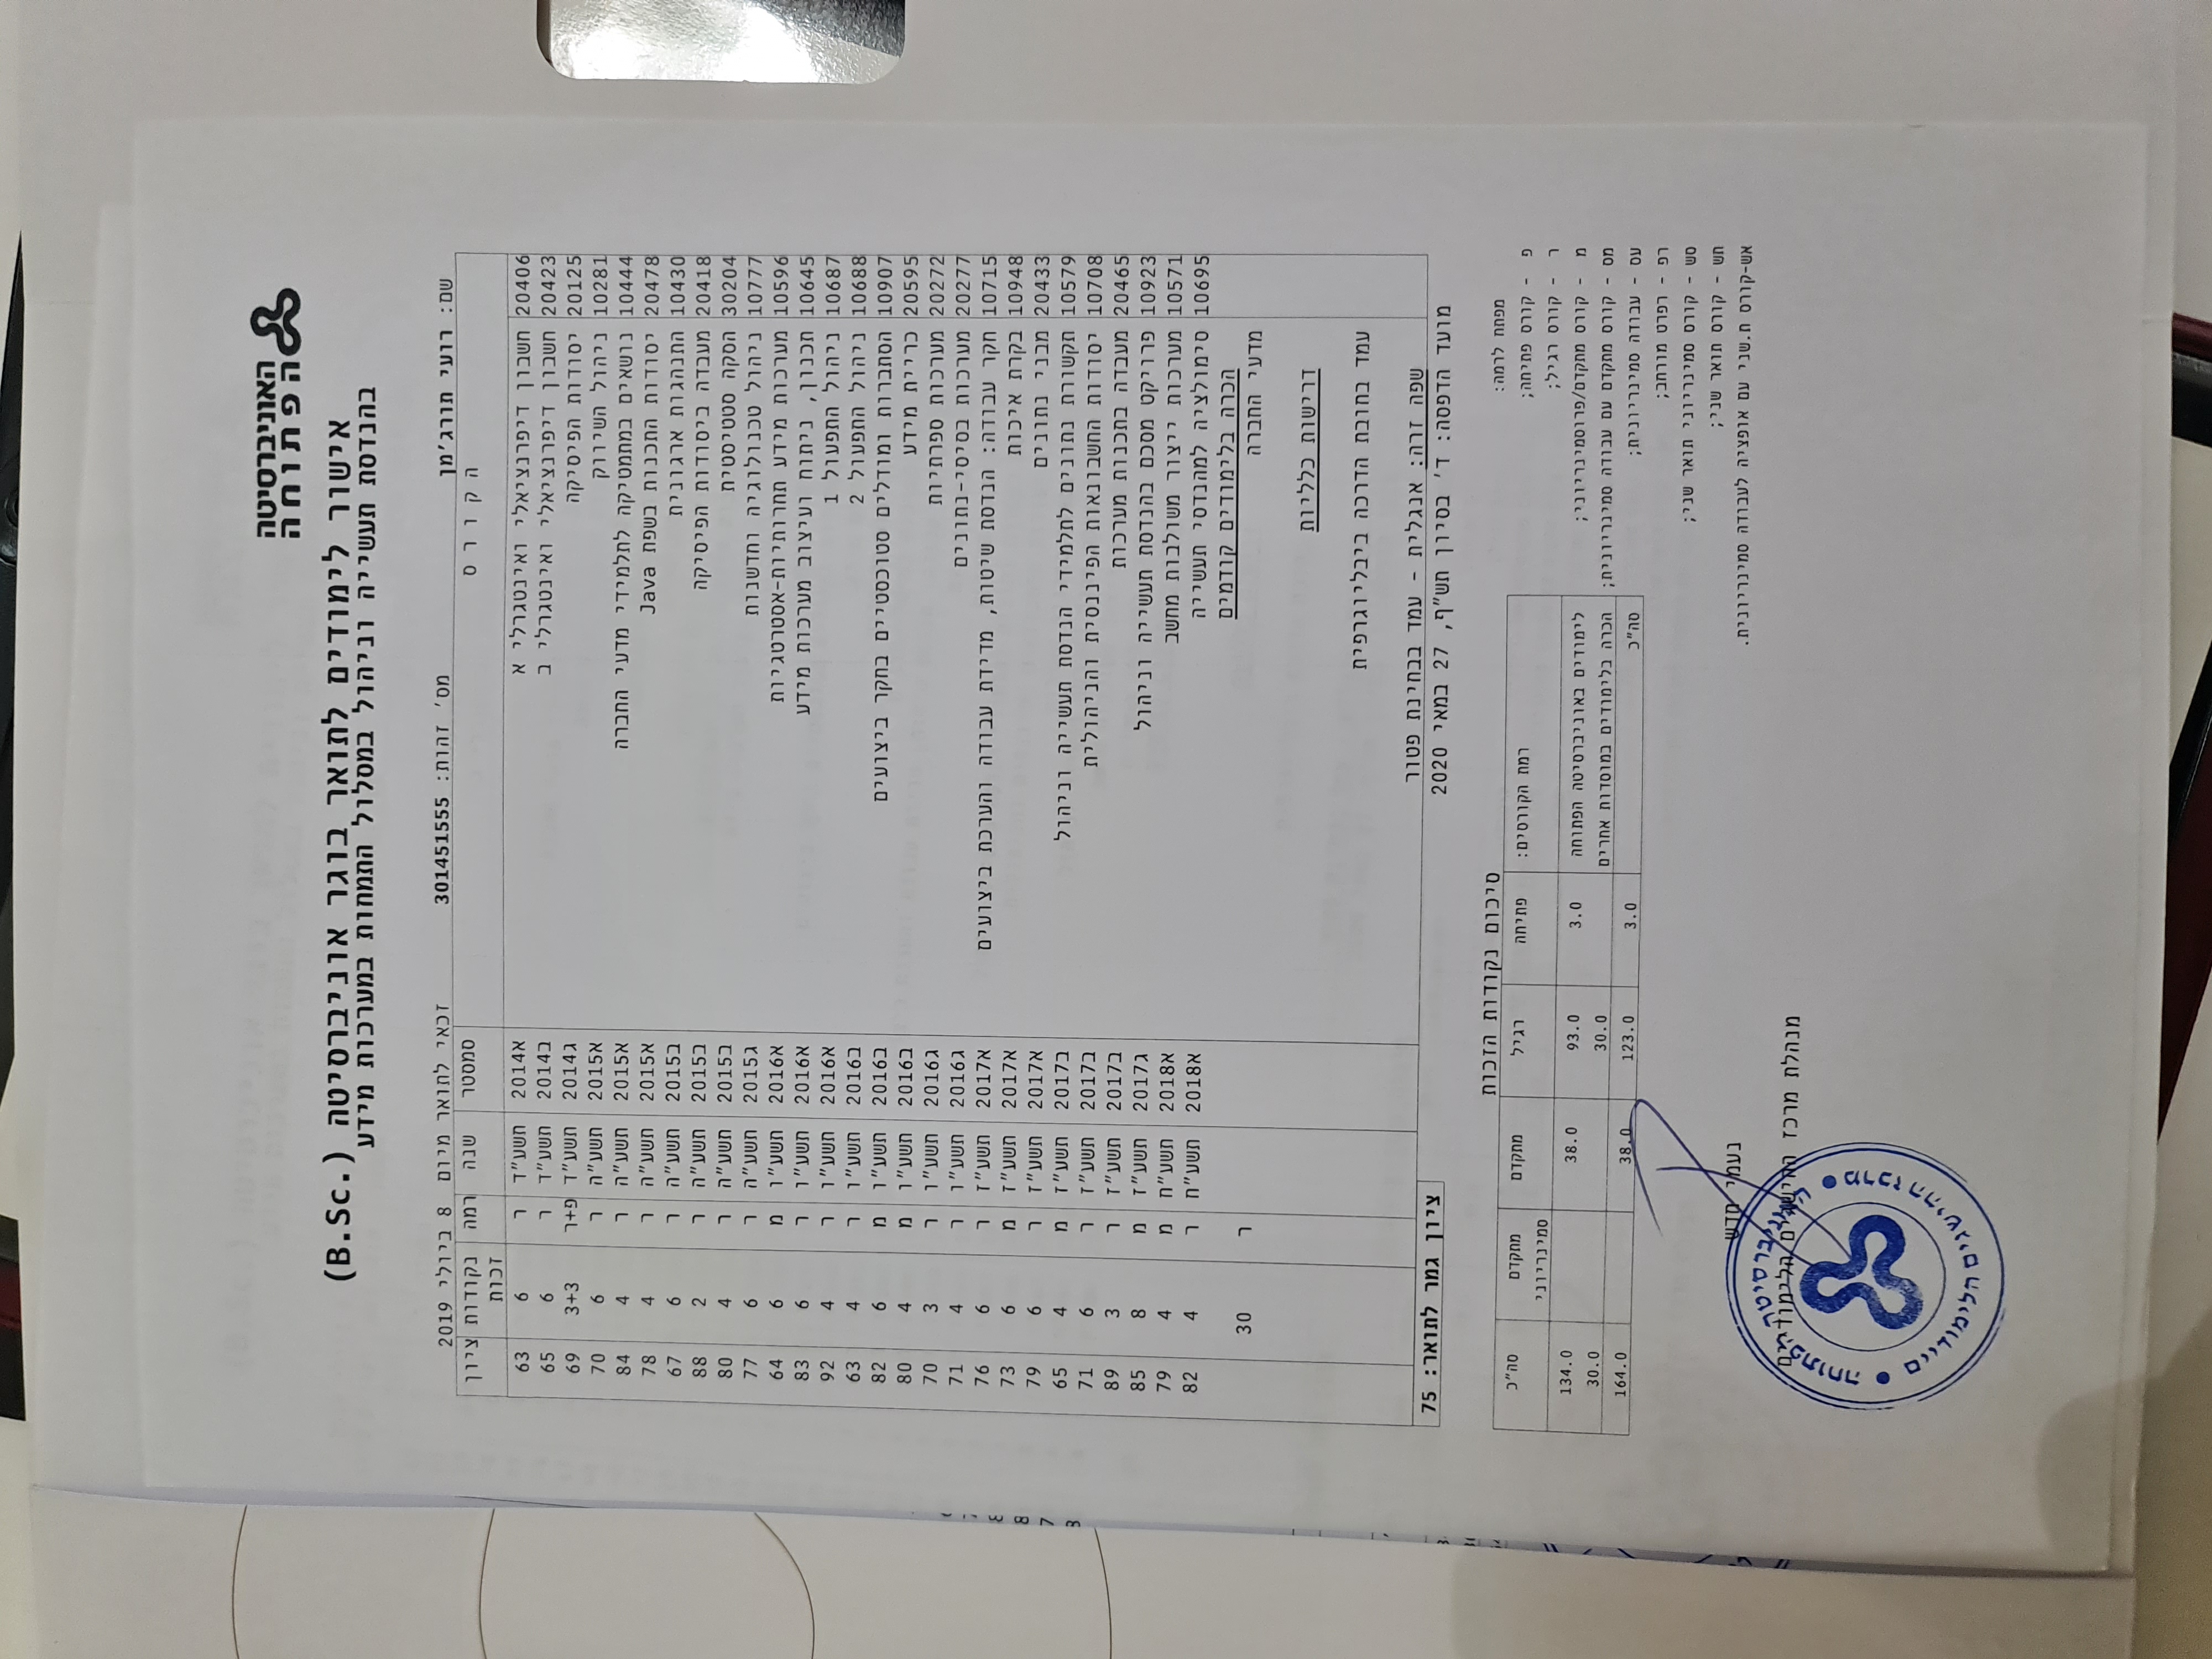 האוניברסיטה
הפתוחה
אישור לימודים לתואר בוגר אוניברסיטה (B.Sc.)
בהנדסת תעשייה וניהול במסלול התמחות במערכות מידע
שם: רועי תורג'מן מס' זהות: 301451555 זכאי לתואר מיום 8 ביולי 2019
הקורס סמסטר שנה רמה נקודות ציון
זכות
20406 חשבון דיפרנציאלי ואינטגרלי א 2014א תשע"ד ר 6 63
20423 חשבון דיפרנציאלי ואינטגרלי ב 2014ב תשע"ד ר 6 65
20125 יסודות הפיסיקה 2014ג תשע"ד פ+ר 3+3 69
10281 ניהול השיווק 2015א תשע"ה ר 6 70
10444 נושאים במתמטיקה לתלמידי מדעי החברה 2015א תשע"ה ר 4 84
20478 יסודות התכנות בשפת Java 2015א תשע"ה ר 4 78
10430 התנהגות ארגונית 2015ב תשע"ה ר 6 67
20418 מעבדה ביסודות הפיסיקה 2015ב תשע"ה ר 2 88
30204 הסקה סטטיסטית 2015ב תשע"ה ר 4 80
10777 ניהול טכנולוגיה וחדשנות 2015ג תשע"ה ר 6 77
10596 מערכות מידע תחרותיות-אסטרטגיות 2016א תשע"ו מ 6 64
10645 תכנון, ניתוח ועיצוב מערכות מידע 2016א תשע"ו ר 6 83
10687 ניהול התפעול 1 2016א תשע"ו ר 4 92
10688 ניהול התפעול 2 2016ב תשע"ו ר 4 63
10907 הסתברות ומודלים סטוכסטיים בחקר ביצועים 2016ב תשע"ו מ 6 82
20595 כריית מידע 2016ב תשע"ו מ 4 80
20272 מערכות ספרתיות 2016ג תשע"ו ר 3 70
20277 מערכות בסיסי-נתונים 2016ג תשע"ו ר 4 71
10715 חקר עבודה: הנדסת שיטות, מדידת עבודה והערכת ביצועים 2017א תשע"ז ר 6 76
10948 בקרת איכות 2017א תשע"ז מ 6 73
20433 מבני נתונים 2017א תשע"ז ר 6 79
10579 תקשורת נתונים לתלמידי הנדסת תעשייה וניהול 2017ב תשע"ז מ 4 65
10708 יסודות החשבונאות הפיננסית והניהולית 2017ב תשע"ז ר 6 71
20465 מעבדה בתכנות מערכות 2017ב תשע"ז ר 3 89
10923 פרויקט מסכם בהנדסת תעשייה וניהול 2017ג תשע"ז מ 8 85
10571 מערכות ייצור משולבות מחשב 2018א תשע"ח מ 4 79
10695 סימולציה למהנדסי תעשייה 2018א תשע"ח ר 4 82
הכרה בלימודים קודמים
מדעי החברה ר 30
דרישות כלליות
עמד בחובת הדרכה ביבליוגרפית
שפה זרה: אנגלית - עמד בבחינת פטור
מועד הדפסה: ד' בסיון תש"ף, 27 במאי 2020 ציון גמר לתואר: 75
סיכום נקודות הזכות
רמת הקורסים: פתיחה רגיל מתקדם מתקדם סה"כ
סמינריוני
לימודים באוניברסיטה הפתוחה 3.0 93.0 38.0 134.0
הכרה בלימודים במוסדות אחרים 30.0 30.0
סה"כ 3.0 123.0 38.0 164.0
מפתח לרמה:
פ - קורס פתיחה;
ר - קורס רגיל;
מ - קורס מתקדם/פרוסמינריוני;
מס - קורס מתקדם עם עבודה סמינריונית;
עס - עבודה סמינריונית;
רפ - רפרט מורחב;
סש - קורס סמינריוני תואר שני;
תש - קורס תואר שני;
אש-קורס ת.שני עם אופציה לעבודה סמינריונית.
נעמי חדש
מנהלת מרכז ההישגים הלימודיים
האוניברסיטה הפתוחה
מרכז ההישגים הלימודיים